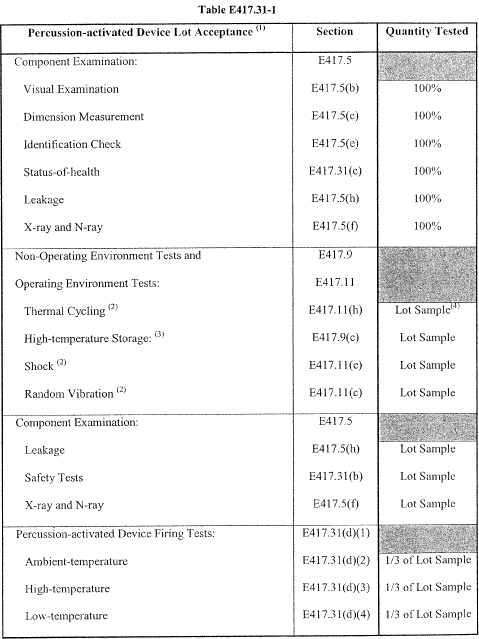 Table E417.31-1
Percussion-activated Device Lot Acceptance (1) Section Quantity Tested
Component Examination: E417.5
Visual Examination E417.5(b) 100%
Dimension Measurement E417.5(c) 100%
Identification Check E417.5(e) 100%
Status-of-health E417.31(c) 100%
Leakage E417.5(h) 100%
X-ray and N-ray E417.5(f) 100%
Non-Operating Environment Tests and E417.9
Operating Environment Tests: E417.11
Thermal Cycling (2) E417.11(h) Lot Sample(4)
High-temperature Storage: (3) E417.9(c) Lot Sample
Shock (2) E417.11(e) Lot Sample
Random Vibration (2) E417.11(c) Lot Sample
Component Examination: E417.5
Leakage E417.5(h) Lot Sample
Safety Tests E417.31(b) Lot Sample
X-ray and N-ray E417.5(f) Lot Sample
Percussion-activated Device Firing Tests: E417.31(d)(1)
Ambient-temperature E417.31(d)(2) 1/3 of Lot Sample
High-temperature E417.31(d)(3) 1/3 of Lot Sample
Low-temperature E417.31(d)(4) 1/3 of Lot Sample